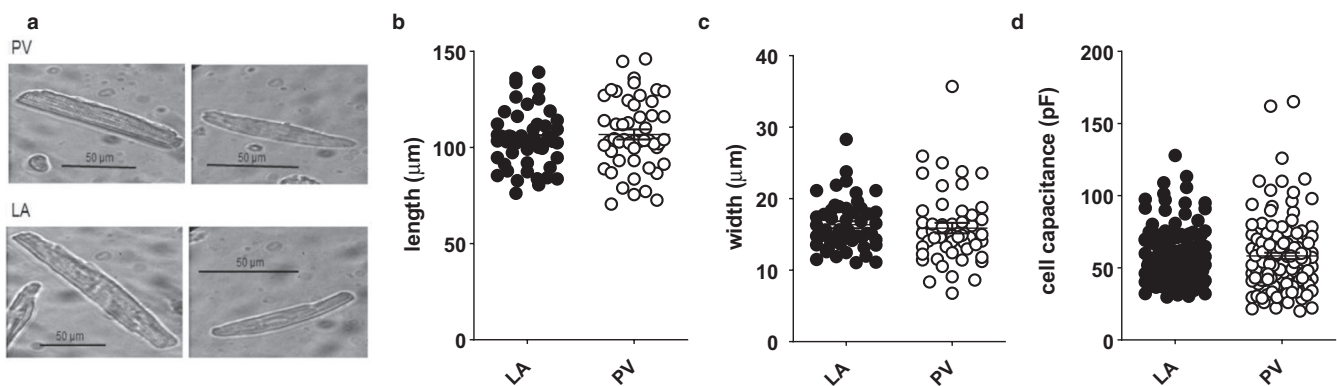 a
PV
50 µm
50 µm
LA
50 µm
50 µm
b
length (µm)
150
100
50
0
LA
PV
c
width (µm)
40
30
20
10
0
LA
PV
d
cell capacitance (pF)
200
150
100
50
0
LA
PV